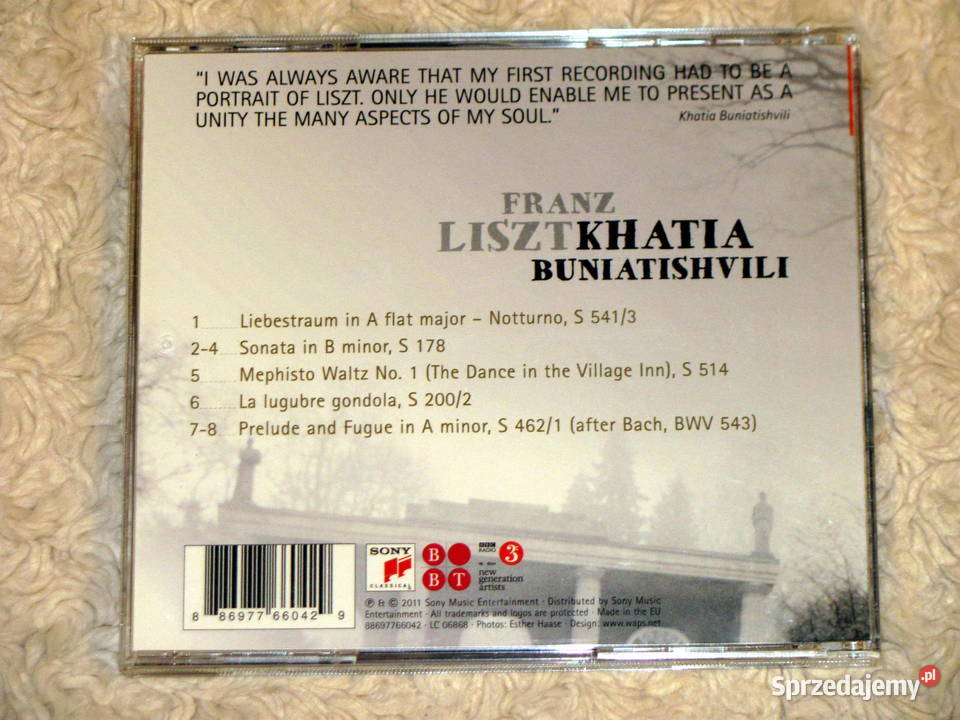 "I WAS ALWAYS AWARE THAT MY FIRST RECORDING HAD TO BE A
PORTRAIT OF LISZT. ONLY HE WOULD ENABLE ME TO PRESENT AS A
UNITY THE MANY ASPECTS OF MY SOUL."
Khatia Buniatishvili
FRANZ
LISZT KHATIA
BUNIATISHVILI
1 Liebestraum in A flat major – Notturno, S 541/3
2-4 Sonata in B minor, S 178
5 Mephisto Waltz No. 1 (The Dance in the Village Inn), S 514
6 La lugubre gondola, S 200/2
7-8 Prelude and Fugue in A minor, S 462/1 (after Bach, BWV 543)
8 86977 66042 9
SONY
CLASSICAL
B
B T
BBC
RADIO 3
new
generation
artists
℗ & © 2011 Sony Music Entertainment · Distributed by Sony Music
Entertainment · All trademarks and logos are protected · Made in the EU
88697766042 · LC 06868 · Photos: Esther Haase · Design: www.waps.net
Sprzedajemy.pl